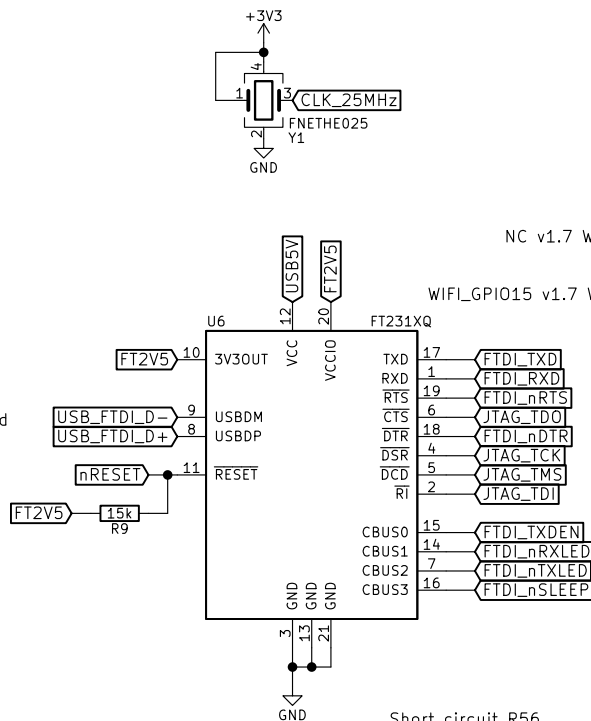 +3V3
4
1
3
CLK_25MHz
FNETHE025
Y1
2
GND
NC v1.7 W
WIFI_GPIO15 v1.7 W
USB5V
FT2V5
12
20
U6
FT231XQ
VCC
VCCIO
FT2V5 10 3V3OUT
TXD 17 FTDI_TXD
RXD 1 FTDI_RXD
RTS 19 FTDI_nRTS
d
USB_FTDI_D- 9 USBDM
CTS 6 JTAG_TDO
USB_FTDI_D+ 8 USBDP
DTR 18 FTDI_nDTR
DSR 4 JTAG_TCK
nRESET 11 RESET
DCD 5 JTAG_TMS
RI 2 JTAG_TDI
FT2V5 15k
R9
CBUS0 15 FTDI_TXDEN
CBUS1 14 FTDI_nRXLED
CBUS2 7 FTDI_nTXLED
CBUS3 16 FTDI_nSLEEP
GND GND GND
3 13 21
GND
Short circuit R56